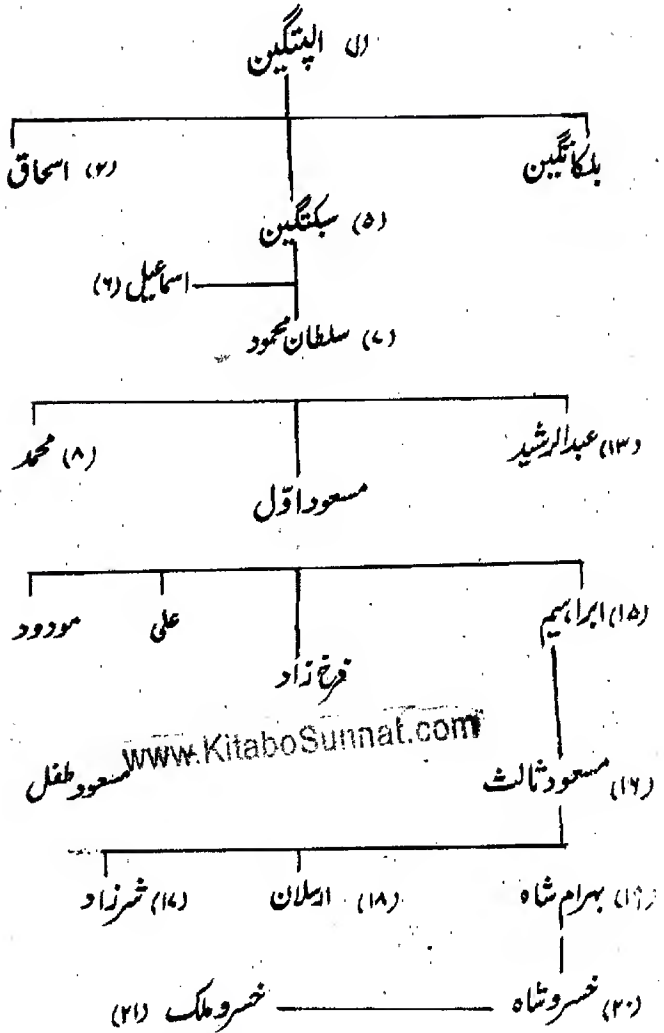 (۱) الپتگین
بلکاتگین (۲) اسحاق
(۵) سبکتگین
اسماعیل (۶)
(۷) سلطان محمود
(۱۳) عبدالرشید (۸) محمد
مسعود اوّل
(۱۵) ابراہیم علی مودود
فرخ زاد
www.KitaboSunnat.com
(۱۶) مسعود ثالث مسعود طفل
(۱۹) بہرام شاہ (۱۸) ارسلان (۱۷) شہرزاد
(۲۰) خسرو شاہ خسرو ملک (۲۱)